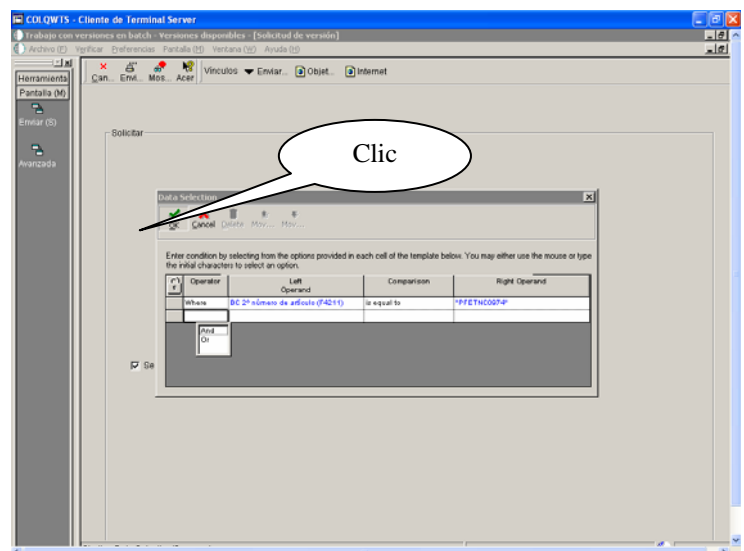 COLQWTS - Cliente de Terminal Server
Trabajo con versiones en batch - Versiones disponibles - [Solicitud de versión]
Archivo (F) Verificar Preferencias Pantalla (M) Ventana (W) Ayuda (H)
Can... Envi... Mos... Acer Vínculos Enviar... Objet... Internet
Herramienta
Pantalla (M)
Enviar (S)
Avanzada
Solicitar
Clic
Data Selection
OK Cancel Delete Mov... Mov...
Enter condition by selecting from the options provided in each cell of the template below. You may either use the mouse or type
the initial characters to select an option.
Operator Left Operand Comparison Right Operand
Where BC 2º número de artículo (F4211) is equal to "PFETNC0974"
And
Or
Se